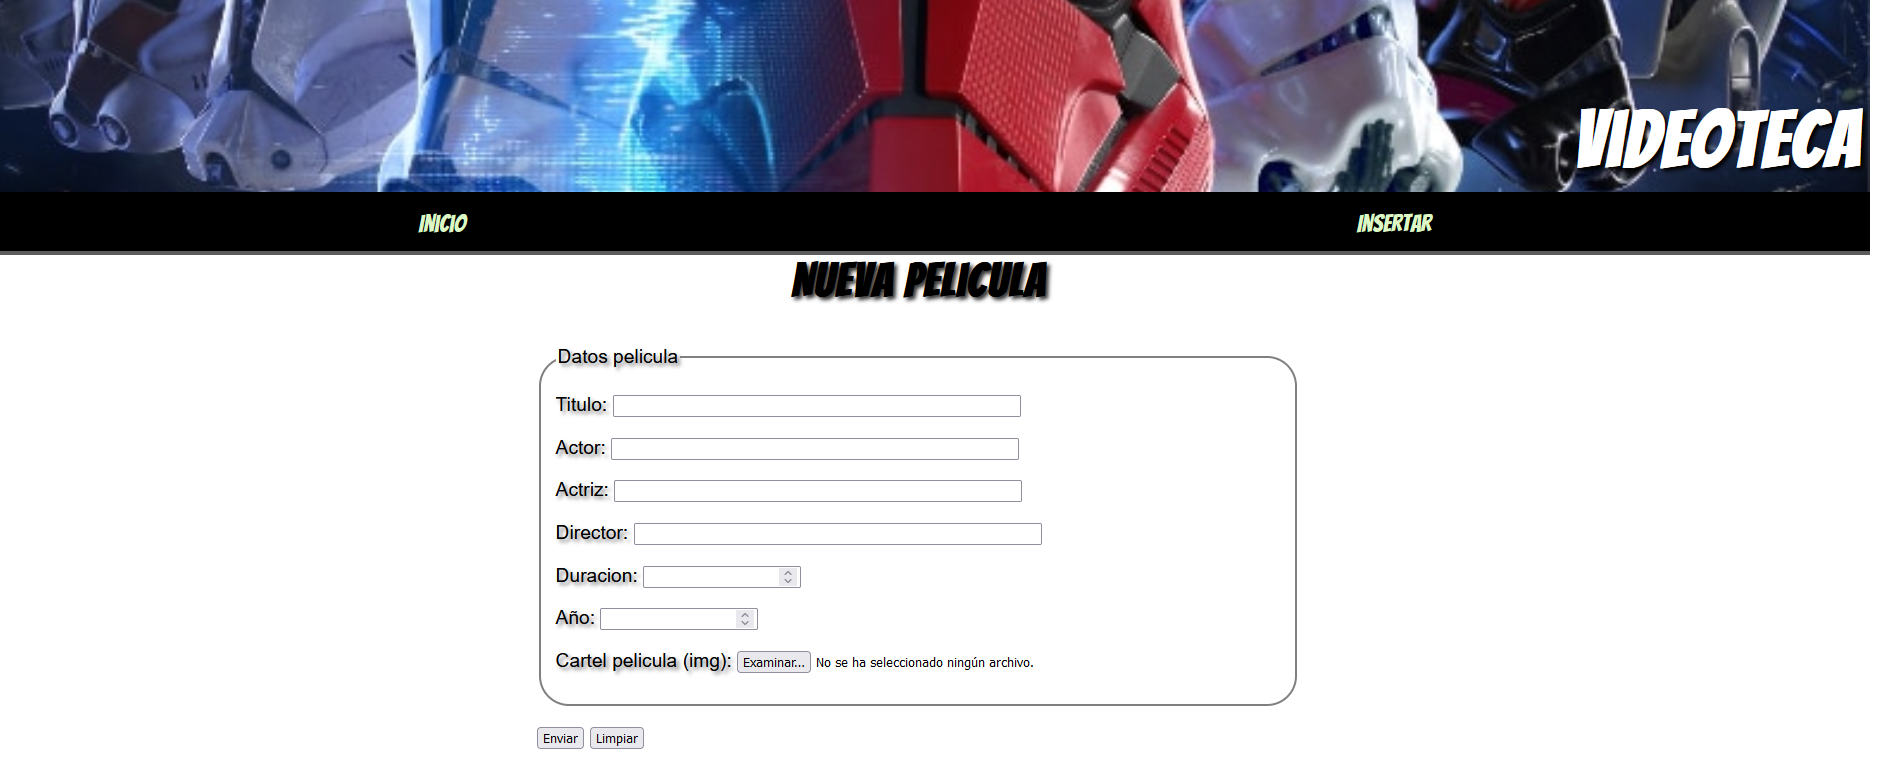 VIDEOTECA
INICIO INSERTAR
NUEVA PELICULA
Datos pelicula
Titulo:
Actor:
Actriz:
Director:
Duracion:
Año:
Cartel pelicula (img): Examinar... No se ha seleccionado ningún archivo.
Enviar Limpiar